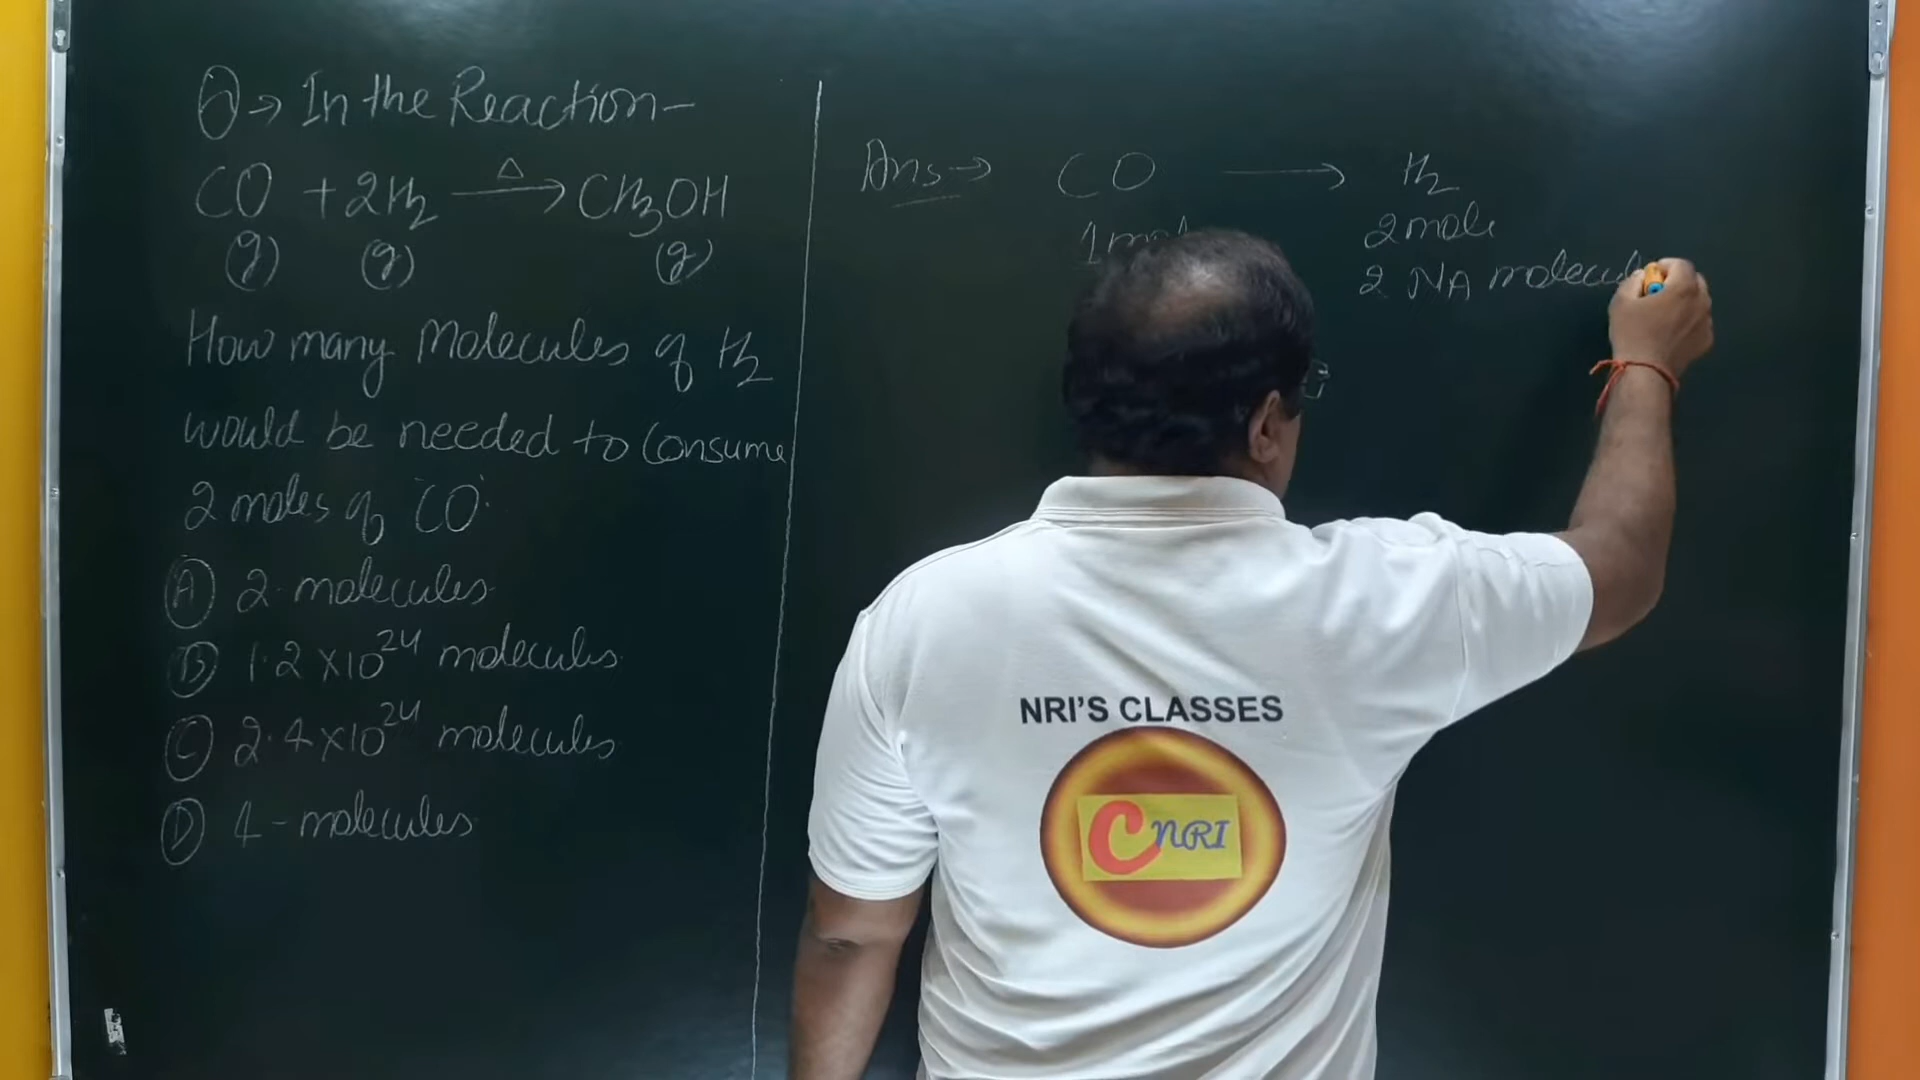 Q→ In the Reaction-
CO + 2H2 —Δ→ CH3OH
(g) (g) (g)
How many Molecules of H2
would be needed to Consume
2 moles of CO.
(A) 2 molecules
(B) 1.2×10^24 molecules
(C) 2.4×10^24 molecules
(D) 4-molecules
Ans→ CO → H2
2 mole
2 NA
NRI'S CLASSES
CNRI